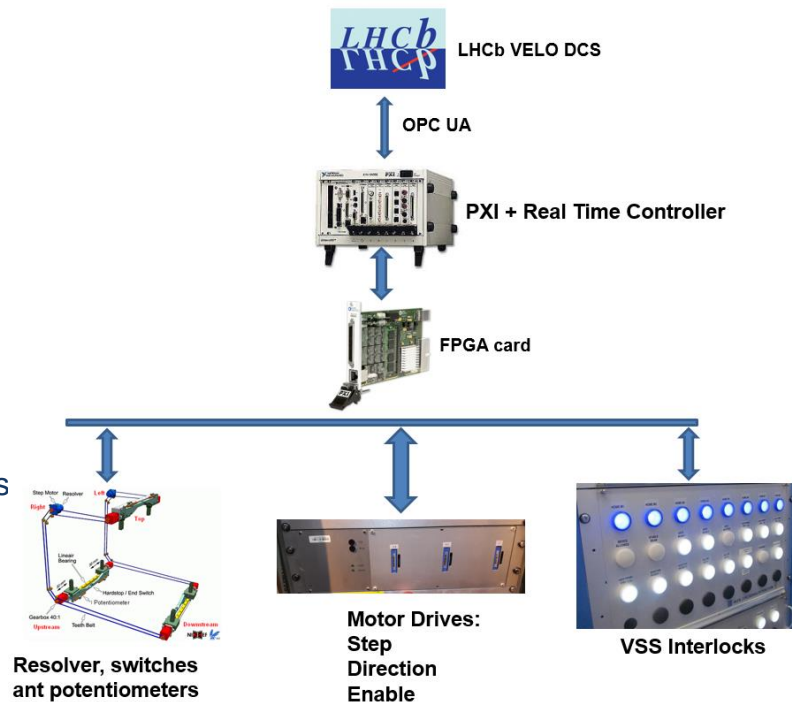 LHCb
LHCb VELO DCS
OPC UA
PXI + Real Time Controller
FPGA card
s
Step Motor
Resolver
Left
Right
Top
Linear
Bearing
Hardstop / End Switch
Potentiometer
Gearbox 40:1
Upstream
Tooth Belt
Downstream
Resolver, switches
ant potentiometers
Motor Drives:
Step
Direction
Enable
VSS Interlocks